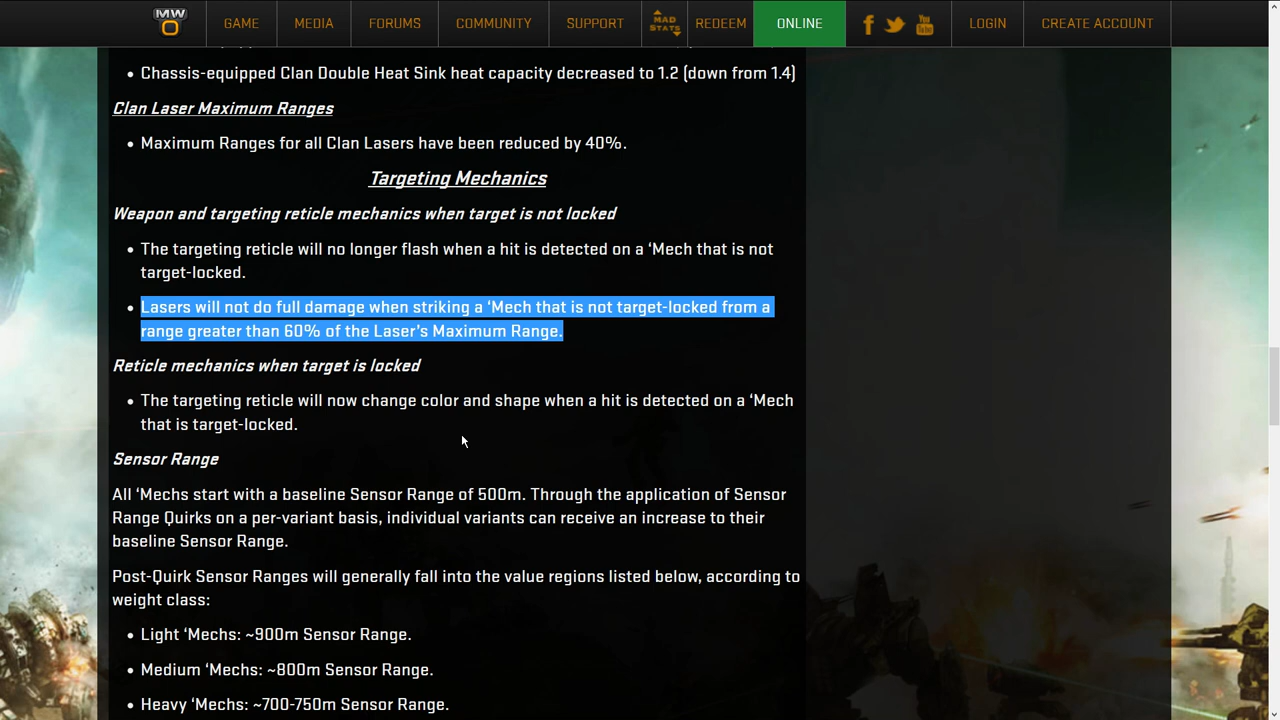 MW
GAME
MEDIA
FORUMS
COMMUNITY
SUPPORT
MAD
STATS
REDEEM
ONLINE
You
Tube
LOGIN
CREATE ACCOUNT
• Chassis-equipped Clan Double Heat Sink heat capacity decreased to 1.2 (down from 1.4)
Clan Laser Maximum Ranges
• Maximum Ranges for all Clan Lasers have been reduced by 40%.
Targeting Mechanics
Weapon and targeting reticle mechanics when target is not locked
• The targeting reticle will no longer flash when a hit is detected on a ‘Mech that is not
target-locked.
• Lasers will not do full damage when striking a ‘Mech that is not target-locked from a
range greater than 60% of the Laser’s Maximum Range.
Reticle mechanics when target is locked
• The targeting reticle will now change color and shape when a hit is detected on a ‘Mech
that is target-locked.
Sensor Range
All ‘Mechs start with a baseline Sensor Range of 500m. Through the application of Sensor
Range Quirks on a per-variant basis, individual variants can receive an increase to their
baseline Sensor Range.
Post-Quirk Sensor Ranges will generally fall into the value regions listed below, according to
weight class:
• Light ‘Mechs: ~900m Sensor Range.
• Medium ‘Mechs: ~800m Sensor Range.
• Heavy ‘Mechs: ~700-750m Sensor Range.